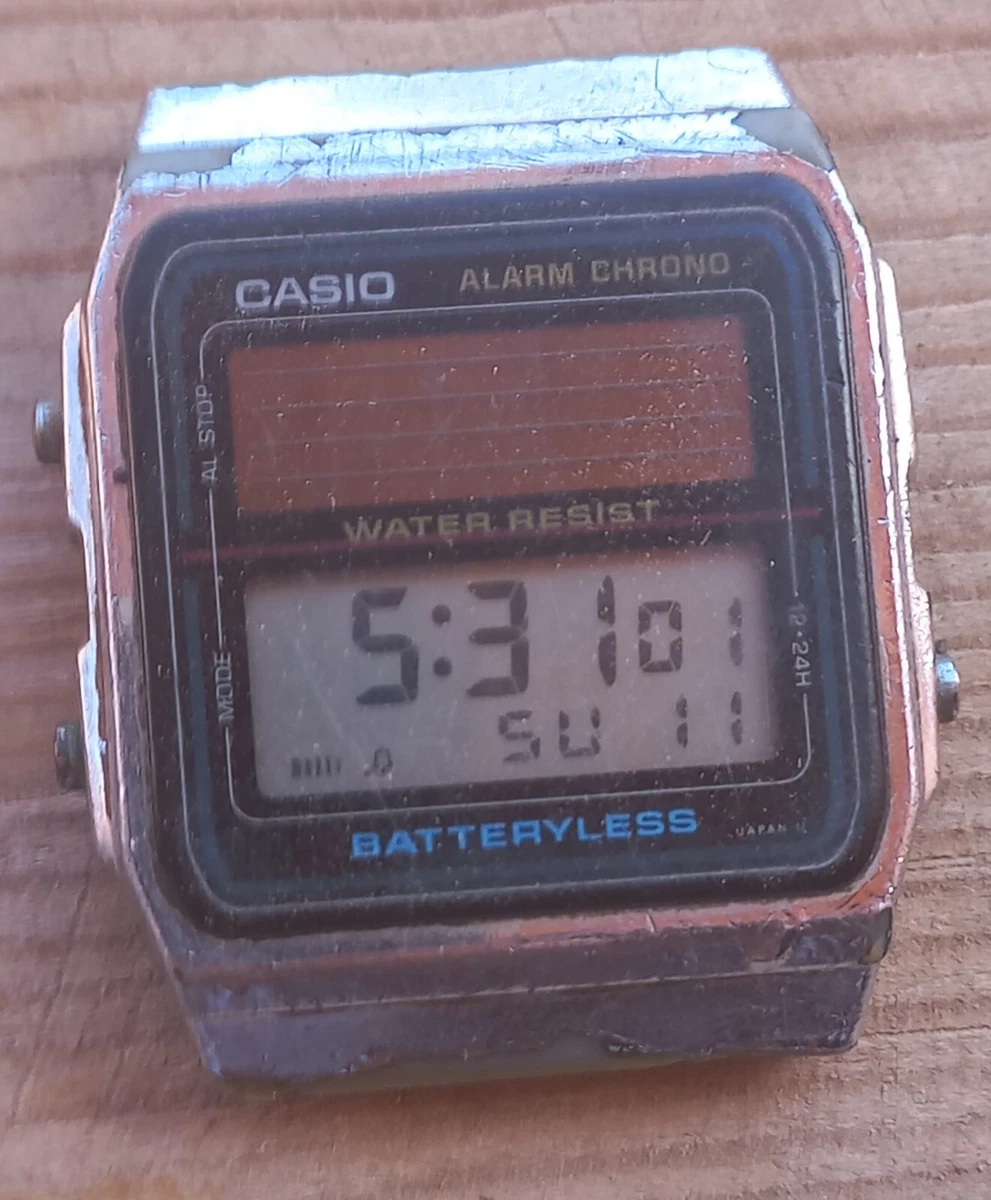 CASIO ALARM CHRONO
AL STOP
WATER RESIST
5:31 01
12·24H
MODE
SU 11
BATTERYLESS
JAPAN